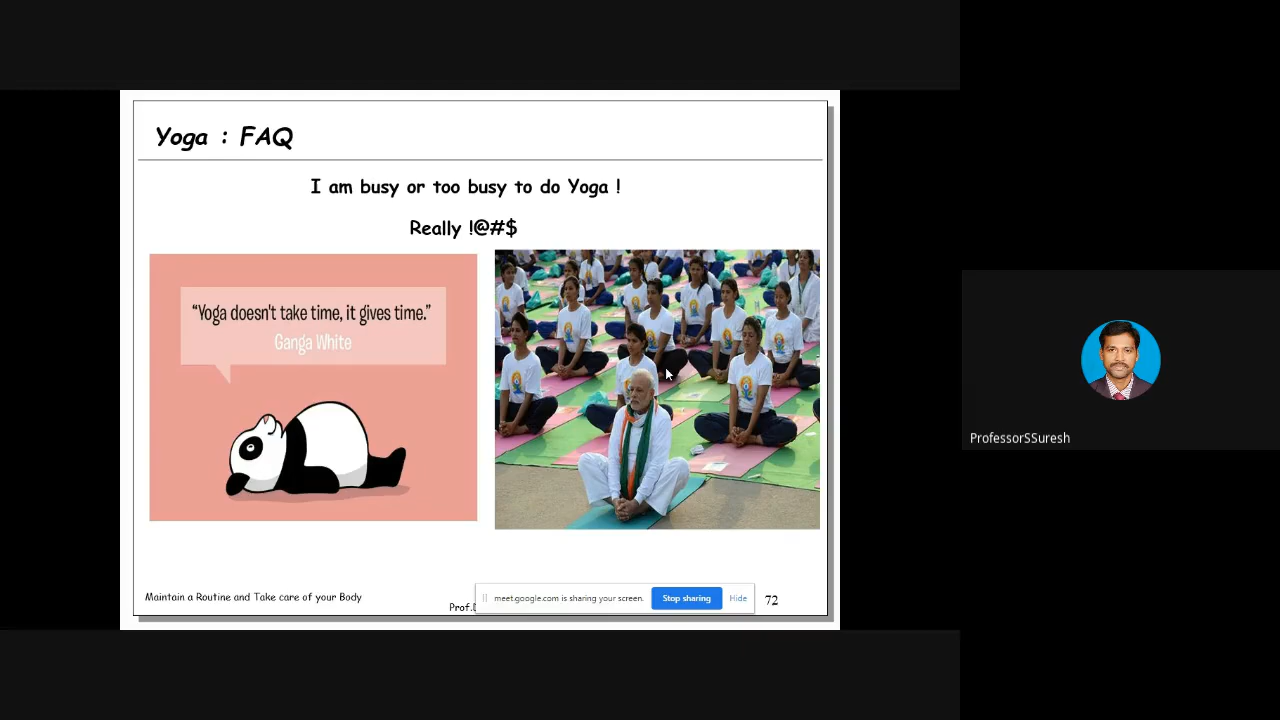 Yoga : FAQ
I am busy or too busy to do Yoga !
Really !@#$
“Yoga doesn't take time, it gives time.”
Ganga White
Maintain a Routine and Take care of your Body
Prof.
meet.google.com is sharing your screen.
Stop sharing
Hide
72
ProfessorSSuresh